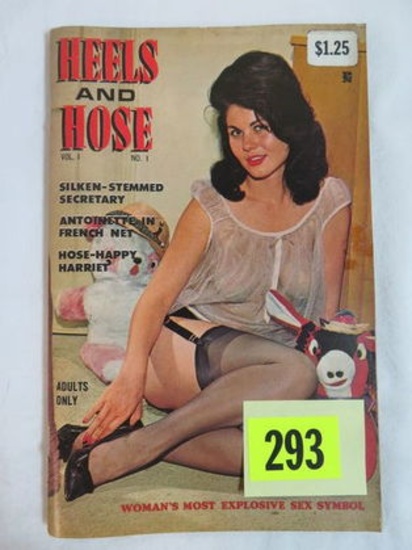 $1.25
HEELS
AND
HOSE
VOL. 1 NO. 1
SILKEN-STEMMED
SECRETARY
ANTOINETTE IN
FRENCH NET
HOSE-HAPPY
HARRIET
ADULTS
ONLY
293
WOMAN'S MOST EXPLOSIVE SEX SYMBOL